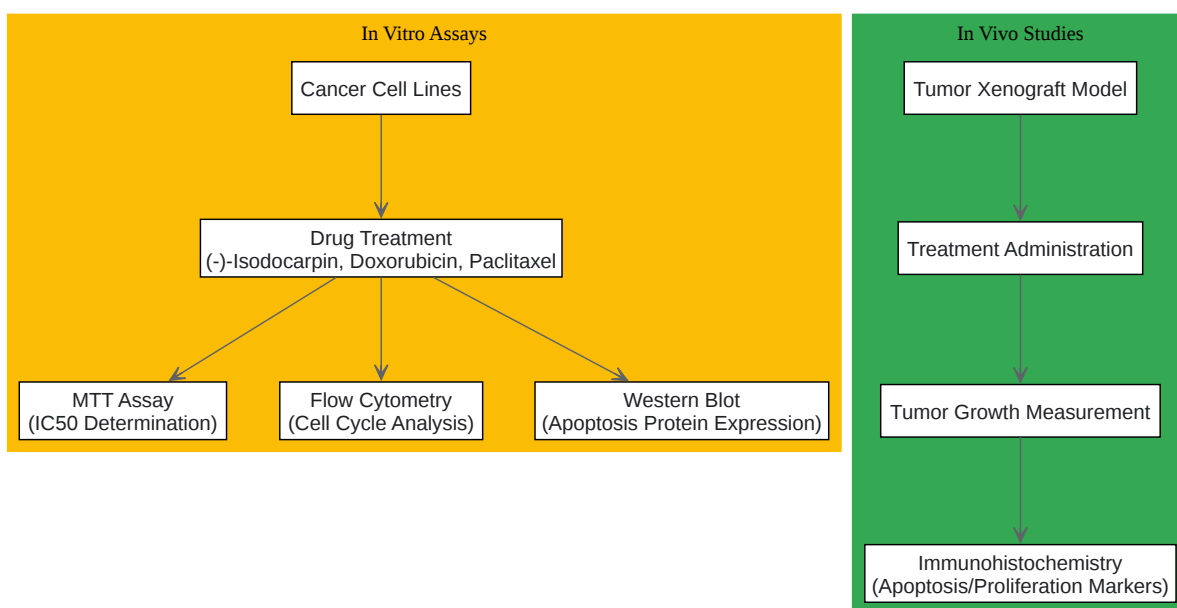 In Vitro Assays
Cancer Cell Lines
Drug Treatment
(-)-Isodocarpin, Doxorubicin, Paclitaxel
MTT Assay
(IC50 Determination)
Flow Cytometry
(Cell Cycle Analysis)
Western Blot
(Apoptosis Protein Expression)
In Vivo Studies
Tumor Xenograft Model
Treatment Administration
Tumor Growth Measurement
Immunohistochemistry
(Apoptosis/Proliferation Markers)